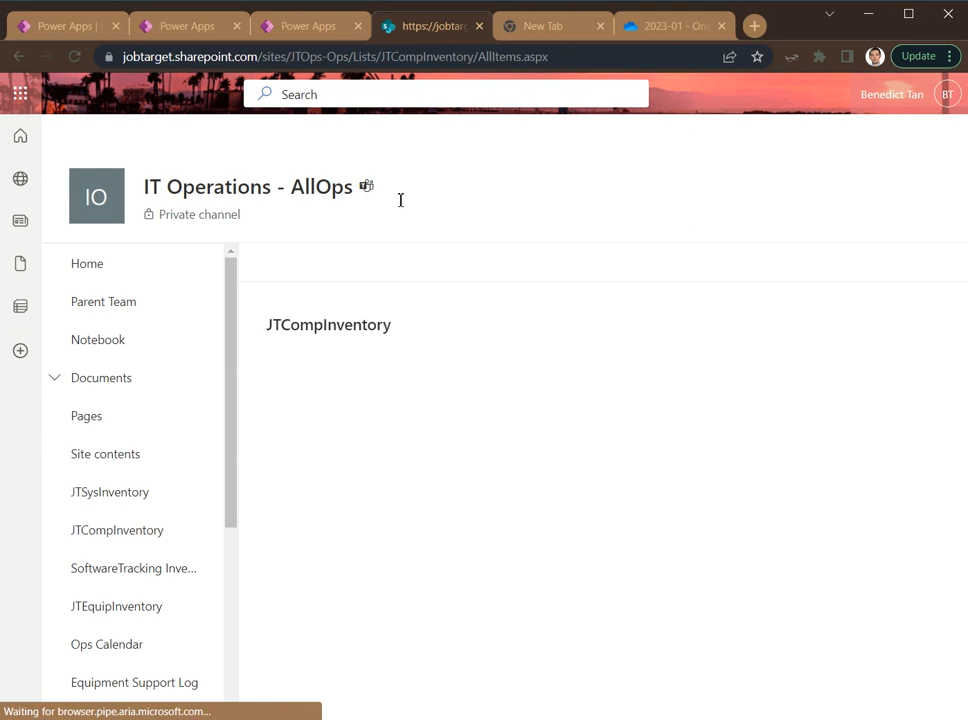 Power Apps |
Power Apps
Power Apps
https://jobtarg
New Tab
2023-01 - One
jobtarget.sharepoint.com/sites/JTOps-Ops/Lists/JTCompInventory/AllItems.aspx
Update
Search
Benedict Tan
BT
IO
IT Operations - AllOps
Private channel
Home
Parent Team
Notebook
Documents
Pages
Site contents
JTSysInventory
JTCompInventory
SoftwareTracking Inve...
JTEquipInventory
Ops Calendar
Equipment Support Log
JTCompInventory
Waiting for browser.pipe.aria.microsoft.com...